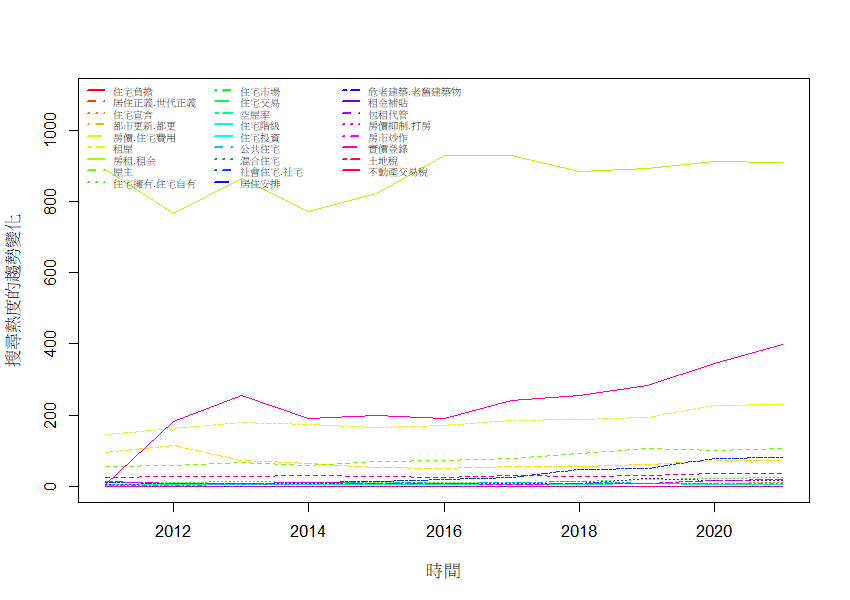 住宅負擔
居住正義.世代正義
住宅宣言
都市更新.都更
房價.住宅費用
租屋
房租.租金
屋主
住宅擁有.住宅自有
住宅市場
住宅交易
空屋率
住宅階級
住宅投資
公共住宅
混合住宅
社會住宅.社宅
居住安排
危老建築.老舊建築物
租金補貼
包租代管
房價抑制.打房
房市炒作
實價登錄
土地稅
不動產交易稅
搜尋熱度的趨勢變化
1000
800
600
400
200
0
2012 2014 2016 2018 2020
時間